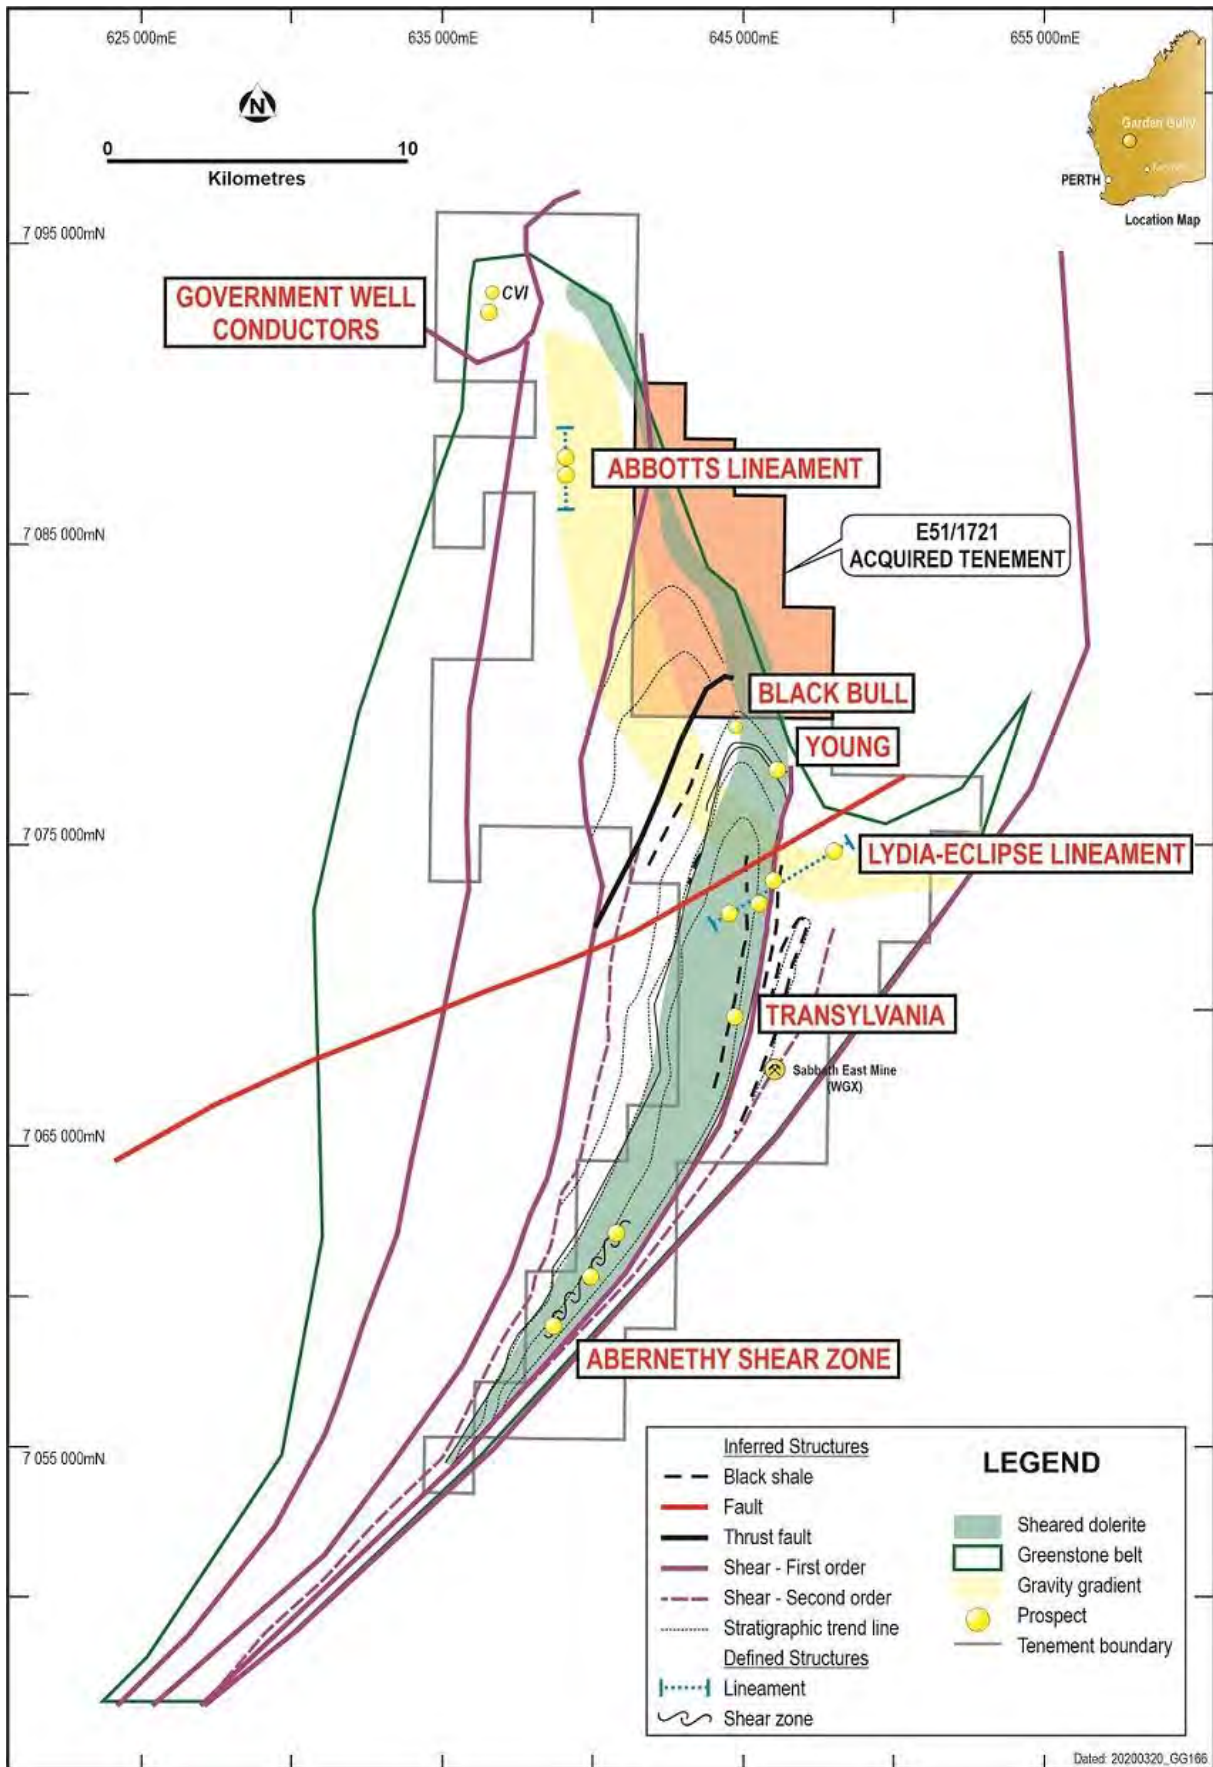 625 000mE
635 000mE
645 000mE
655 000mE
N
0
10
Kilometres
Garden Gully
PERTH
Location Map
7 095 000mN
GOVERNMENT WELL
CONDUCTORS
CVI
ABBOTTS LINEAMENT
7 085 000mN
E51/1721
ACQUIRED TENEMENT
BLACK BULL
YOUNG
7 075 000mN
LYDIA-ECLIPSE LINEAMENT
TRANSYLVANIA
Sabbath East Mine
(WGX)
7 065 000mN
ABERNETHY SHEAR ZONE
7 055 000mN
LEGEND
Inferred Structures
Black shale
Fault
Thrust fault
Shear - First order
Shear - Second order
Stratigraphic trend line
Defined Structures
Lineament
Shear zone
Sheared dolerite
Greenstone belt
Gravity gradient
Prospect
Tenement boundary
Dated: 20200320_GG166